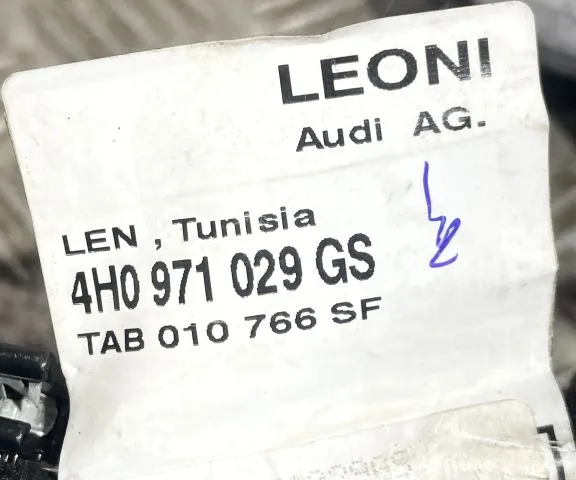 LEONI
Audi AG.
LEN , Tunisia
4H0 971 029 GS
TAB 010 766 SF